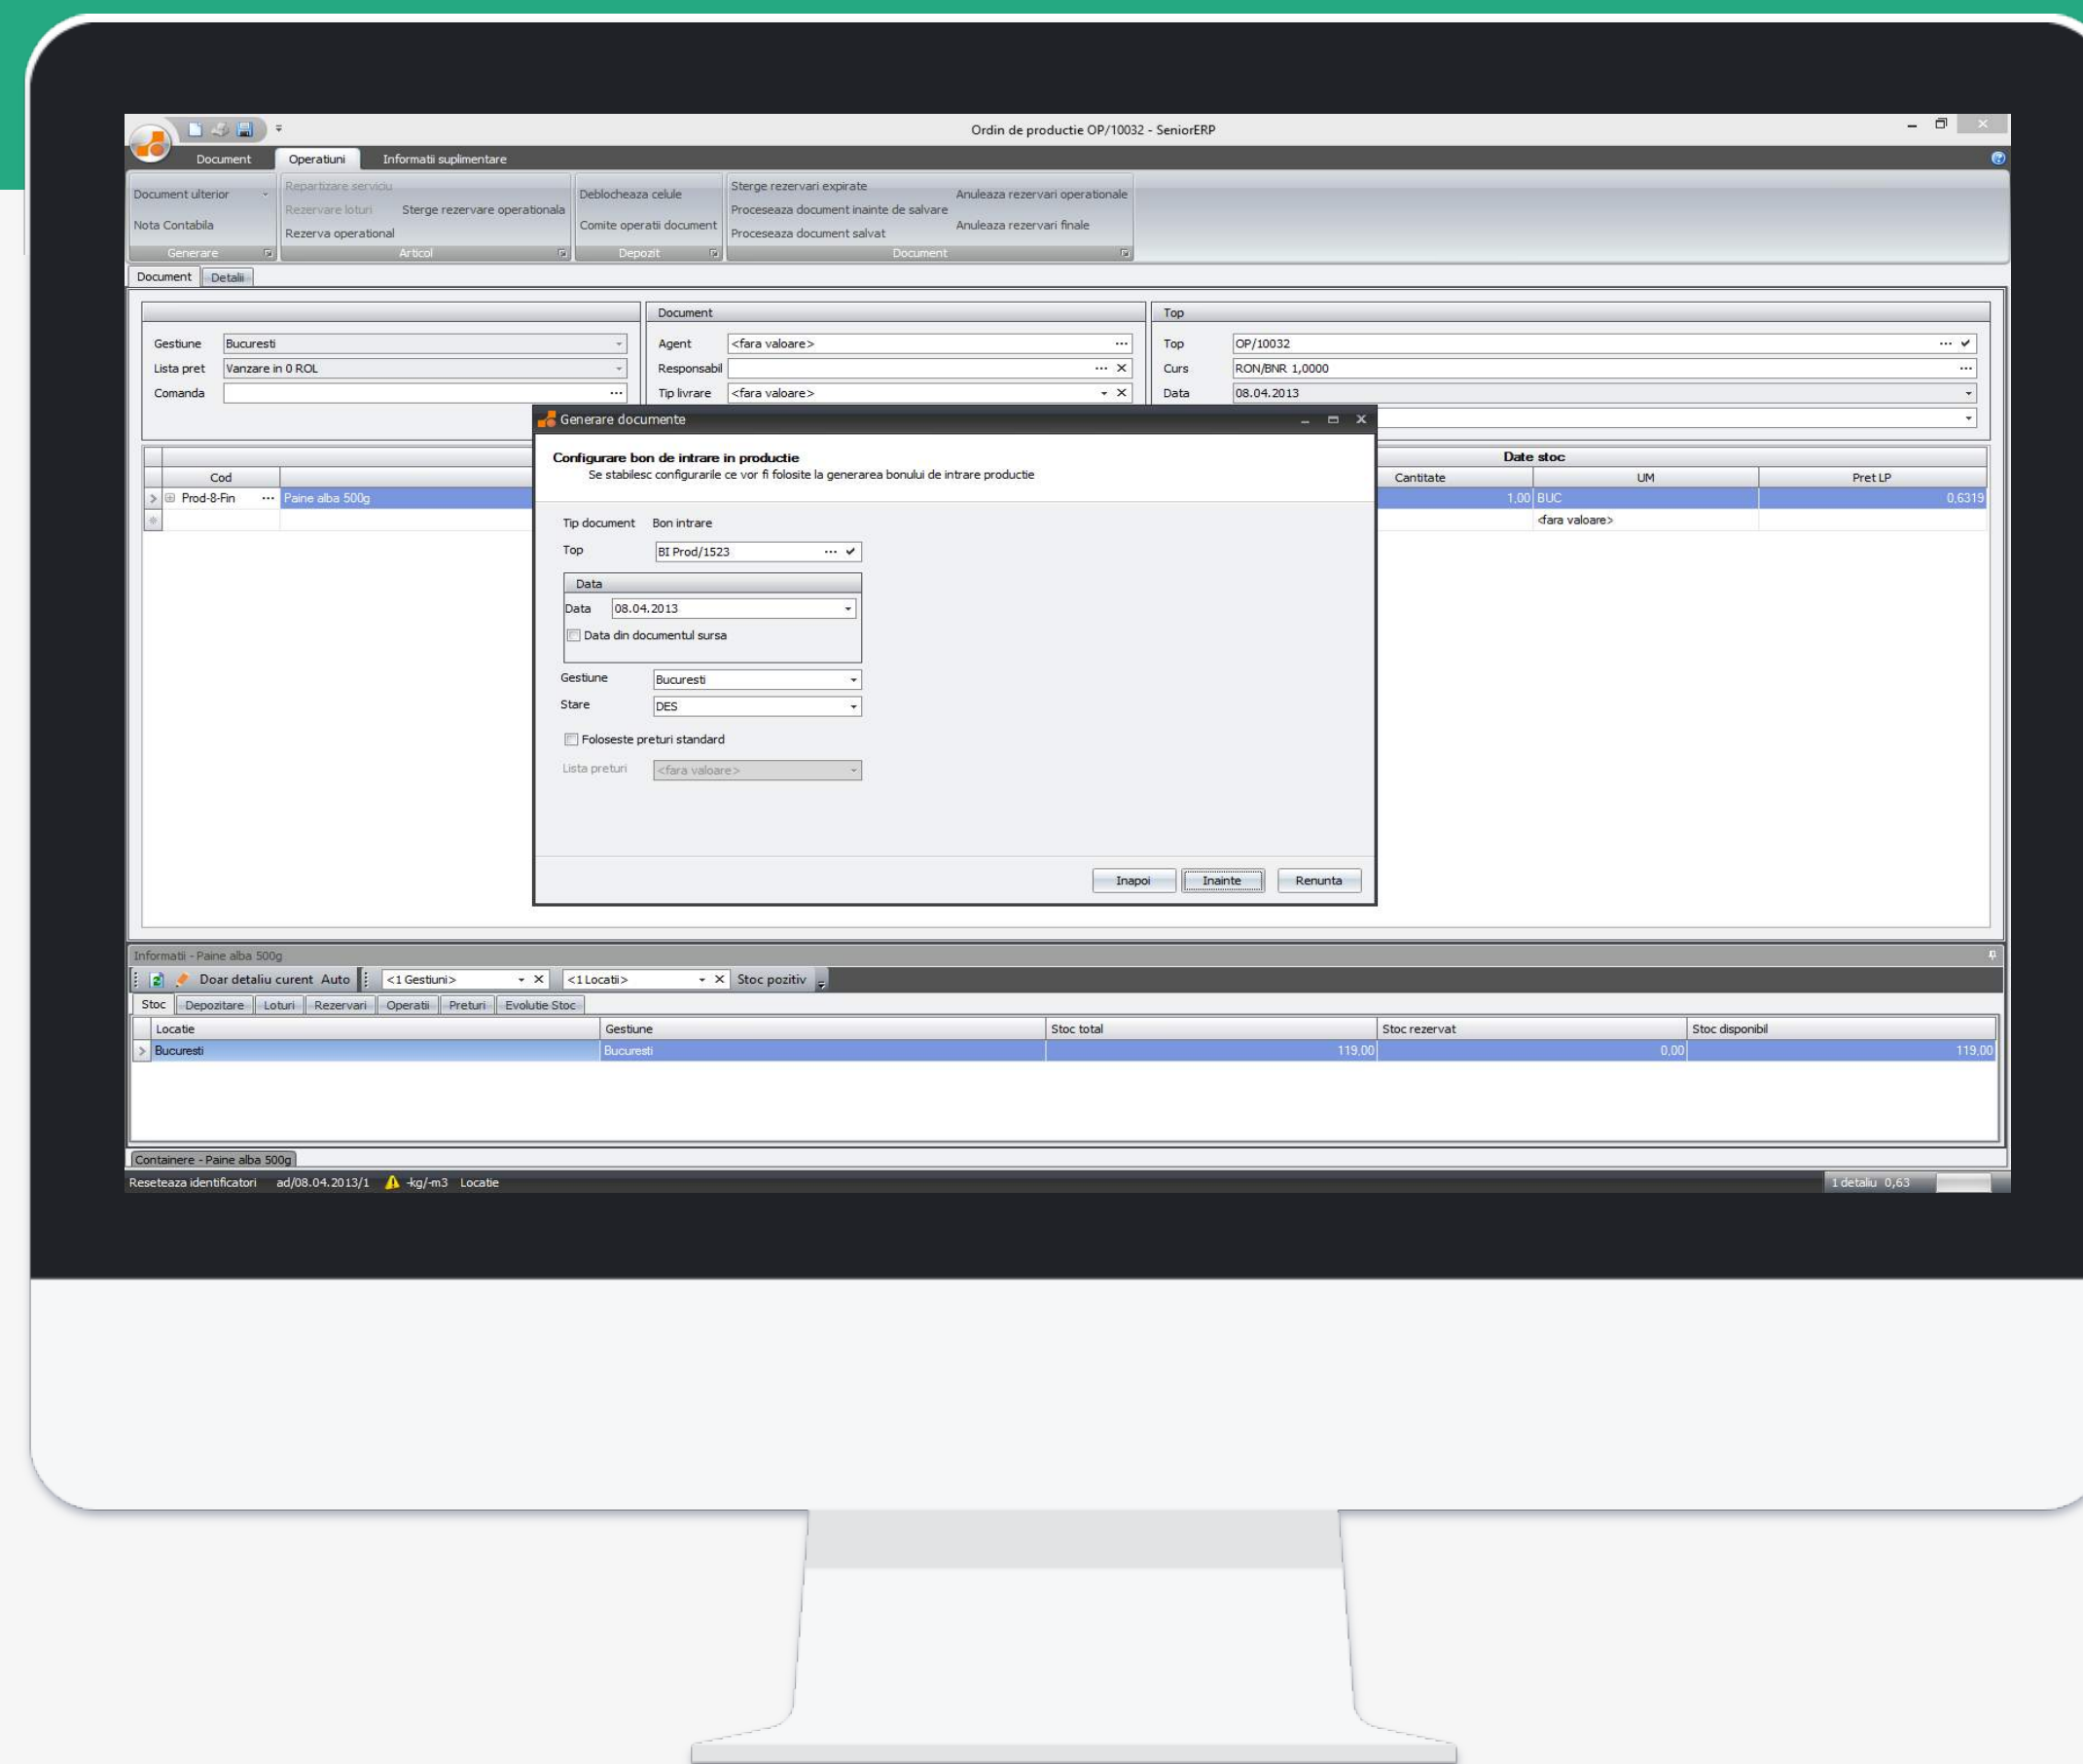 Ordin de productie OP/10032 - SeniorERP
Document Operatiuni Informatii suplimentare
Document ulterior
Nota Contabila
Generare
Repartizare serviciu
Rezervare loturi Sterge rezervare operationala
Rezerva operational
Articol
Deblocheaza celule
Comite operatii document
Depozit
Sterge rezervari expirate
Proceseaza document inainte de salvare
Proceseaza document salvat
Anuleaza rezervari operationale
Anuleaza rezervari finale
Document
Document Detalii
Gestiune Bucuresti
Lista pret Vanzare in 0 ROL
Comanda
Document
Agent <fara valoare>
Responsabil
Tip livrare <fara valoare>
Top
Top OP/10032
Curs RON/BNR 1,0000
Data 08.04.2013
Date stoc
Cod Cantitate UM Pret LP
Prod-8-Fin Paine alba 500g 1,00 BUC 0,6319
<fara valoare>
Generare documente
Configurare bon de intrare in productie
Se stabilesc configurarile ce vor fi folosite la generarea bonului de intrare productie
Tip document Bon intrare
Top BI Prod/1523
Data
Data 08.04.2013
Data din documentul sursa
Gestiune Bucuresti
Stare DES
Foloseste preturi standard
Lista preturi <fara valoare>
Inapoi Inainte Renunta
Informatii - Paine alba 500g
Doar detaliu curent Auto <1 Gestiuni> <1 Locatii> Stoc pozitiv
Stoc Depozitare Loturi Rezervari Operatii Preturi Evolutie Stoc
Locatie Gestiune Stoc total Stoc rezervat Stoc disponibil
Bucuresti Bucuresti 119,00 0,00 119,00
Containere - Paine alba 500g
Reseteaza identificatori ad/08.04.2013/1 -kg/-m3 Locatie 1 detaliu 0,63